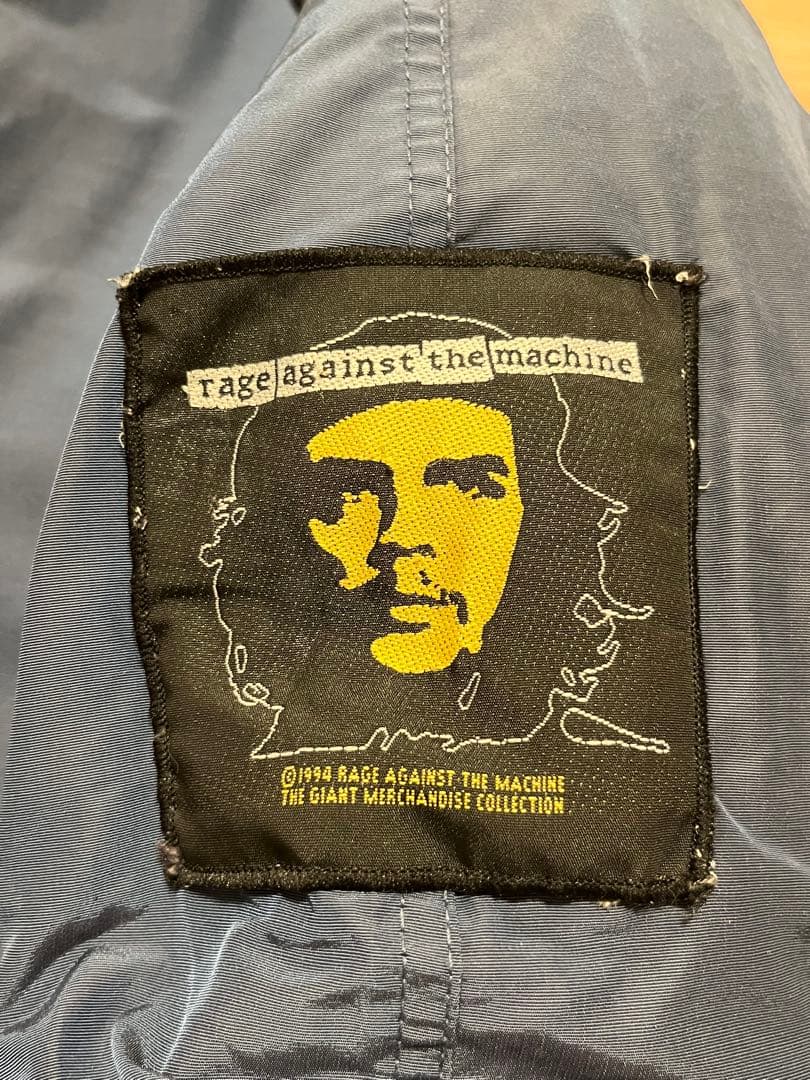 rage against the machine
©1994 RAGE AGAINST THE MACHINE
THE GIANT MERCHANDISE COLLECTION